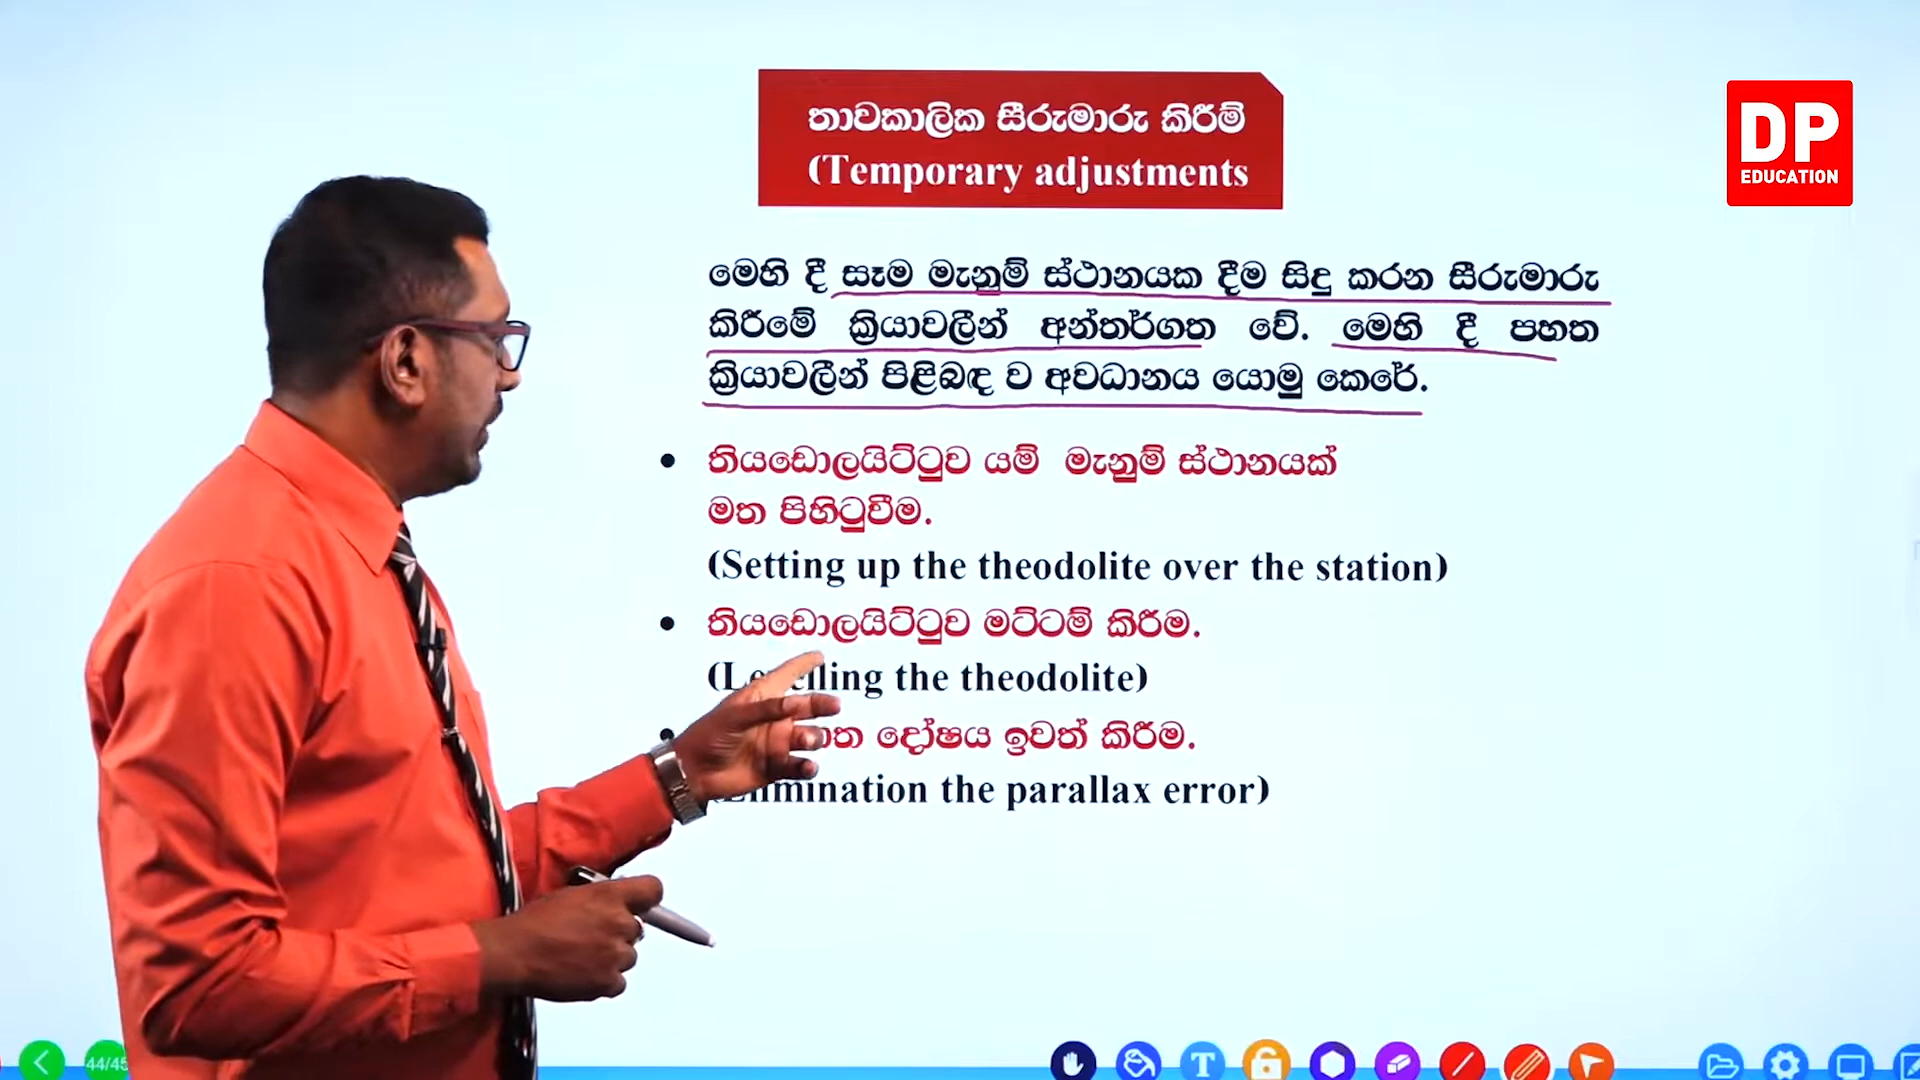 තාවකාලික සීරුමාරු කිරීම්
(Temporary adjustments
DP
EDUCATION
මෙහි දී සෑම මැනුම් ස්ථානයක දීම සිදු කරන සීරුමාරු
කිරීමේ ක්‍රියාවලීන් අන්තර්ගත වේ. මෙහි දී පහත
ක්‍රියාවලීන් පිළිබඳ ව අවධානය යොමු කෙරේ.
• තියඩොලයිට්ටුව යම් මැනුම් ස්ථානයක්
මත පිහිටුවීම.
(Setting up the theodolite over the station)
• තියඩොලයිට්ටුව මට්ටම් කිරීම.
(Levelling the theodolite)
• දෝෂය ඉවත් කිරීම.
the parallax error)
44/45
T